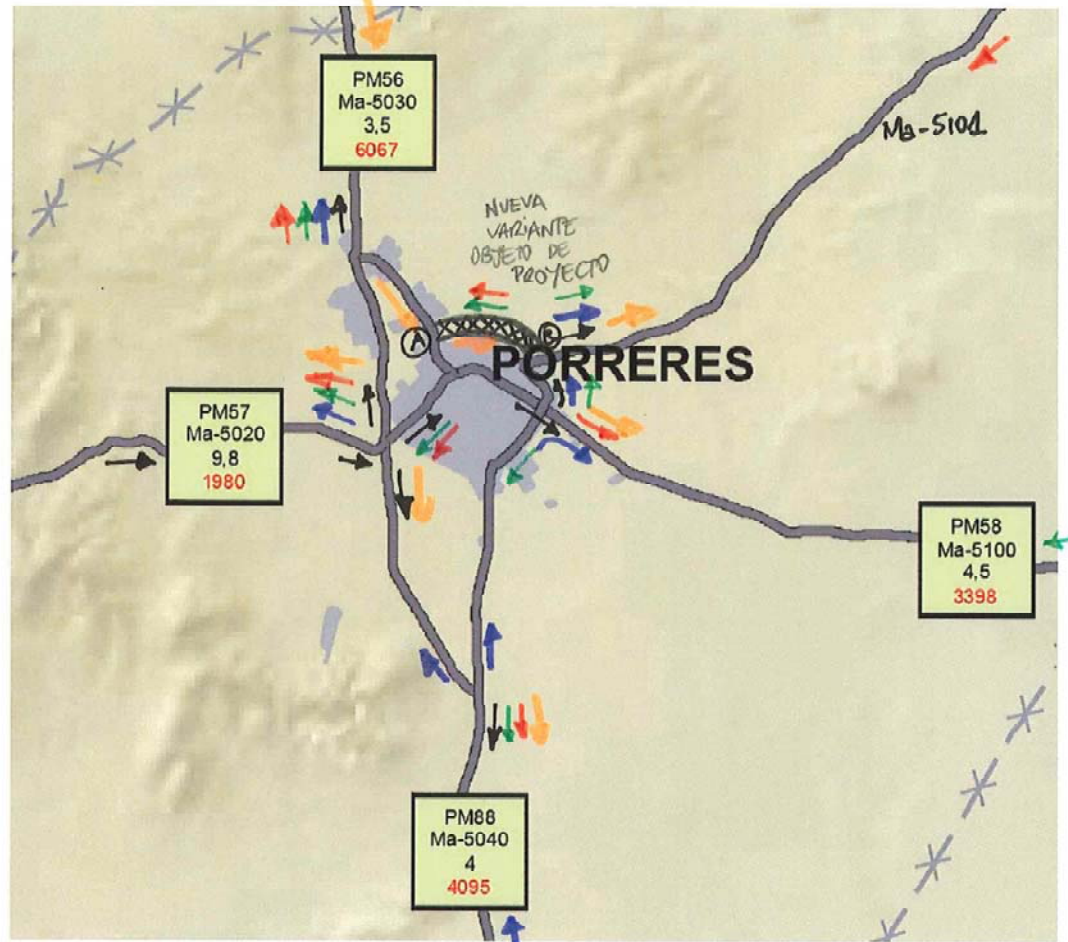 PM56
Ma-5030
3,5
6067
Ma-5101
NUEVA
VARIANTE
OBJETO DE
PROYECTO
A
B
PORRERES
PM57
Ma-5020
9,8
1980
PM58
Ma-5100
4,5
3398
PM88
Ma-5040
4
4095